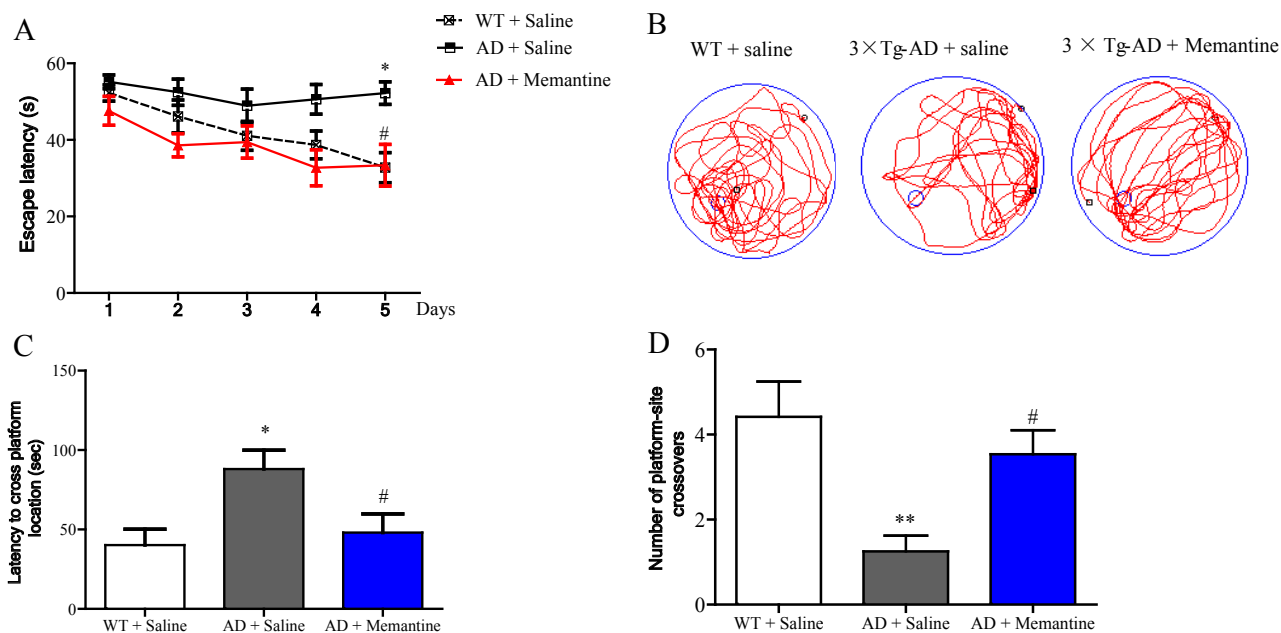 A
WT + Saline
AD + Saline
AD + Memantine
Escape latency (s)
60
40
20
0
*
#
1 2 3 4 5 Days
B
WT + saline
3×Tg-AD + saline
3 × Tg-AD + Memantine
C
Latency to cross platform
location (sec)
150
100
50
0
*
#
WT + Saline AD + Saline AD + Memantine
D
Number of platform-site
crossovers
6
4
2
0
**
#
WT + Saline AD + Saline AD + Memantine